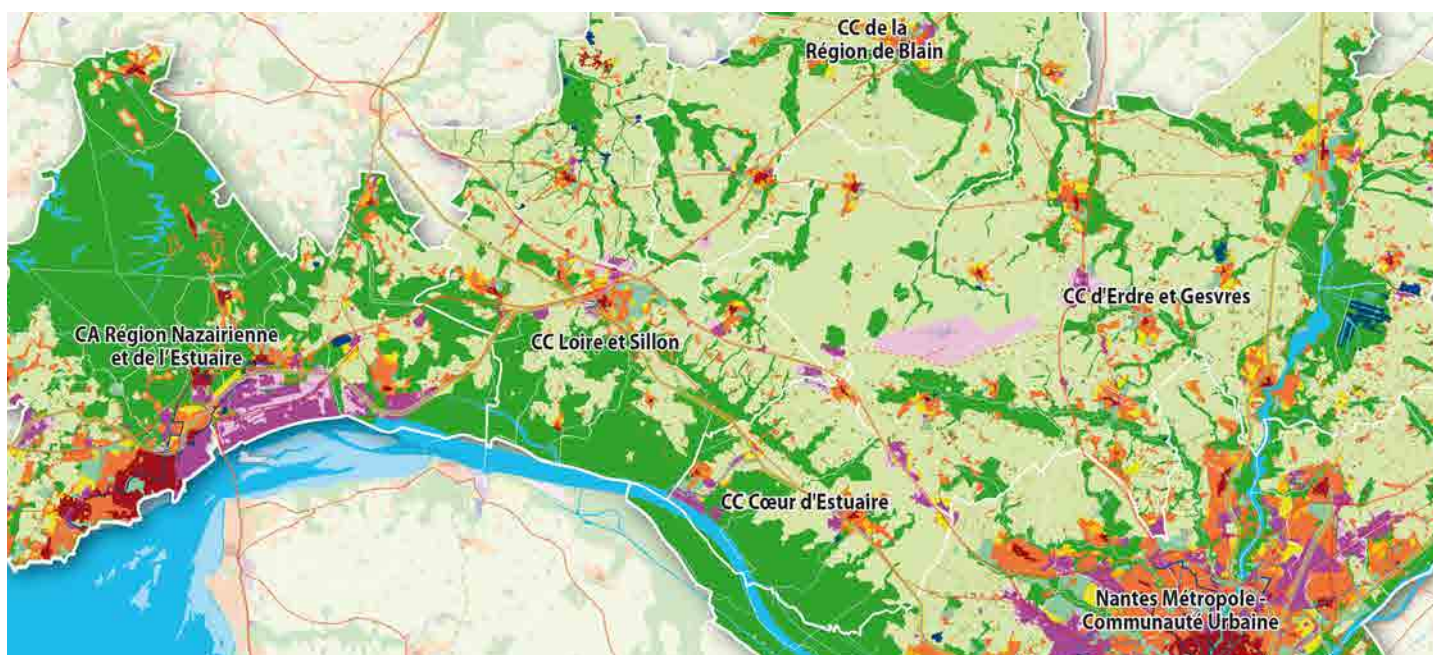 CC de la
Région de Blain
CC d'Erdre et Gesvres
CA Région Nazairienne
et de l'Estuaire
CC Loire et Sillon
CC Cœur d'Estuaire
Nantes Métropole -
Communauté Urbaine